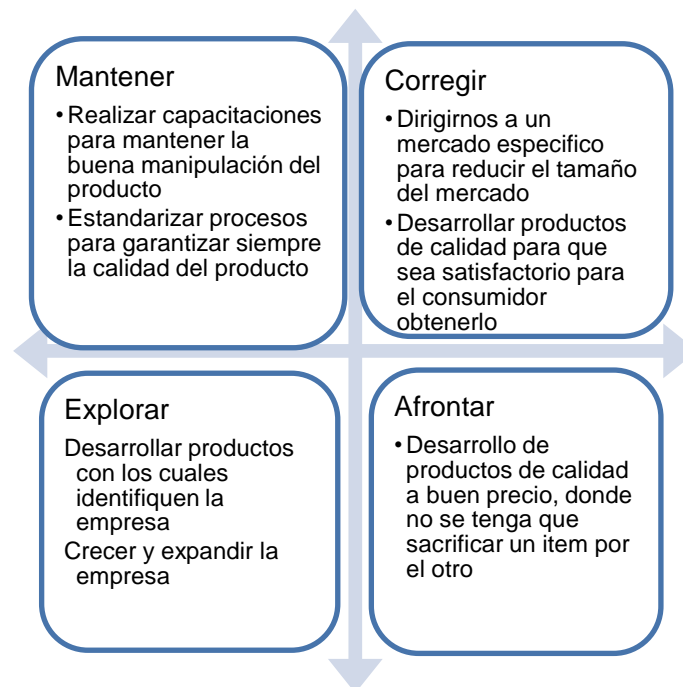 Mantener
• Realizar capacitaciones
para mantener la
buena manipulación del
producto
• Estandarizar procesos
para garantizar siempre
la calidad del producto
Corregir
• Dirigirnos a un
mercado especifico
para reducir el tamaño
del mercado
• Desarrollar productos
de calidad para que
sea satisfactorio para
el consumidor
obtenerlo
Explorar
Desarrollar productos
con los cuales
identifiquen la
empresa
Crecer y expandir la
empresa
Afrontar
• Desarrollo de
productos de calidad
a buen precio, donde
no se tenga que
sacrificar un item por
el otro